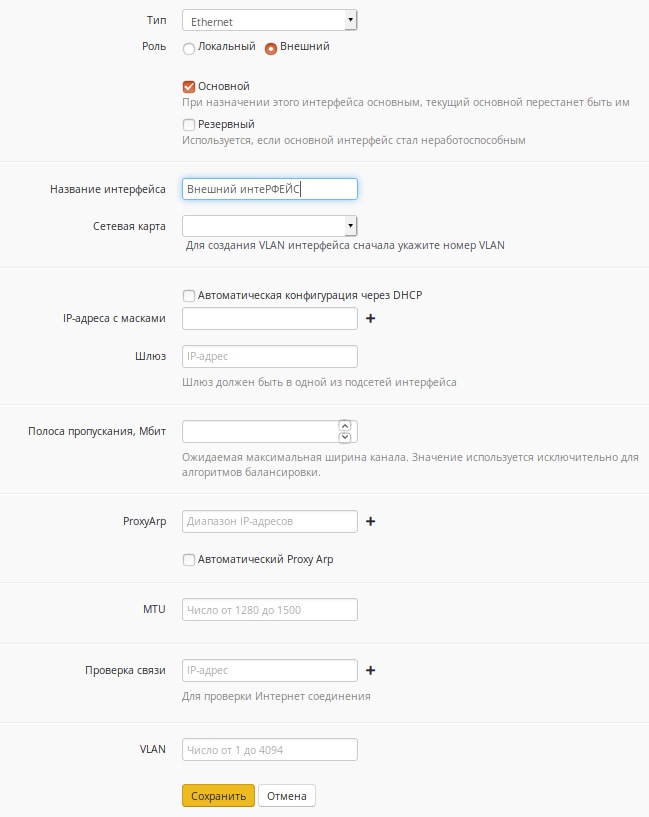 Тип Ethernet
Роль Локальный Внешний
Основной
При назначении этого интерфейса основным, текущий основной перестанет быть им
Резервный
Используется, если основной интерфейс стал неработоспособным
Название интерфейса Внешний интеРФЕЙС
Сетевая карта
Для создания VLAN интерфейса сначала укажите номер VLAN
Автоматическая конфигурация через DHCP
IP-адреса с масками +
Шлюз IP-адрес
Шлюз должен быть в одной из подсетей интерфейса
Полоса пропускания, Мбит
Ожидаемая максимальная ширина канала. Значение используется исключительно для
алгоритмов балансировки.
ProxyArp Диапазон IP-адресов +
Автоматический Proxy Arp
MTU Число от 1280 до 1500
Проверка связи IP-адрес +
Для проверки Интернет соединения
VLAN Число от 1 до 4094
Сохранить Отмена